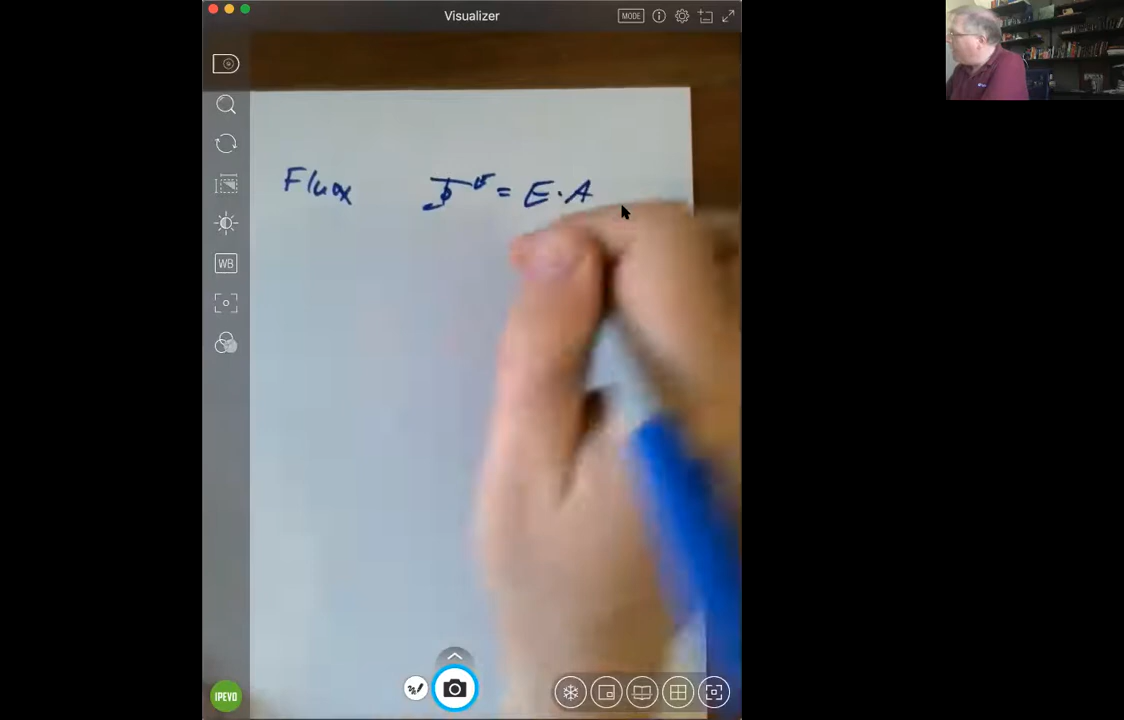 Visualizer
MODE
Flux Φ = E·A
WB
IPEVO